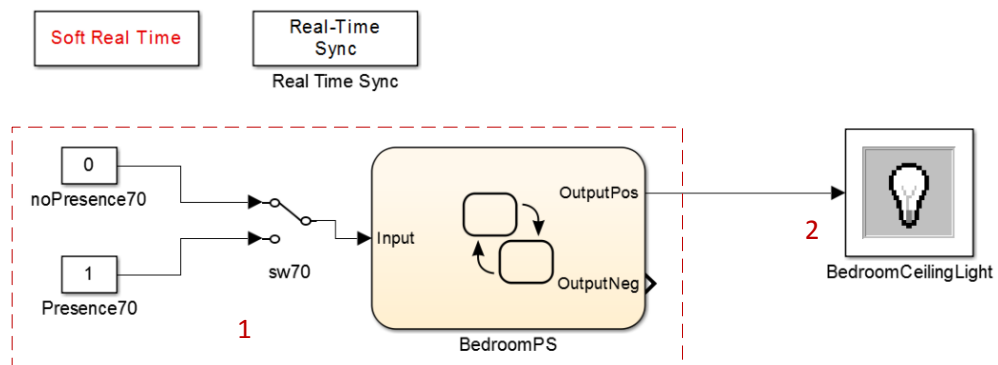 Soft Real Time
Real-Time
Sync
Real Time Sync
0
noPresence70
1
Presence70
sw70
1
Input
OutputPos
OutputNeg
BedroomPS
2
BedroomCeilingLight